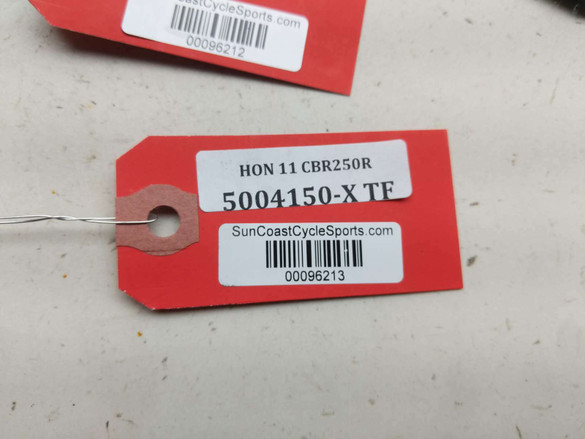 SunCoastCycleSports.com
00096212
HON 11 CBR250R
5004150-X TF
SunCoastCycleSports.com
00096213